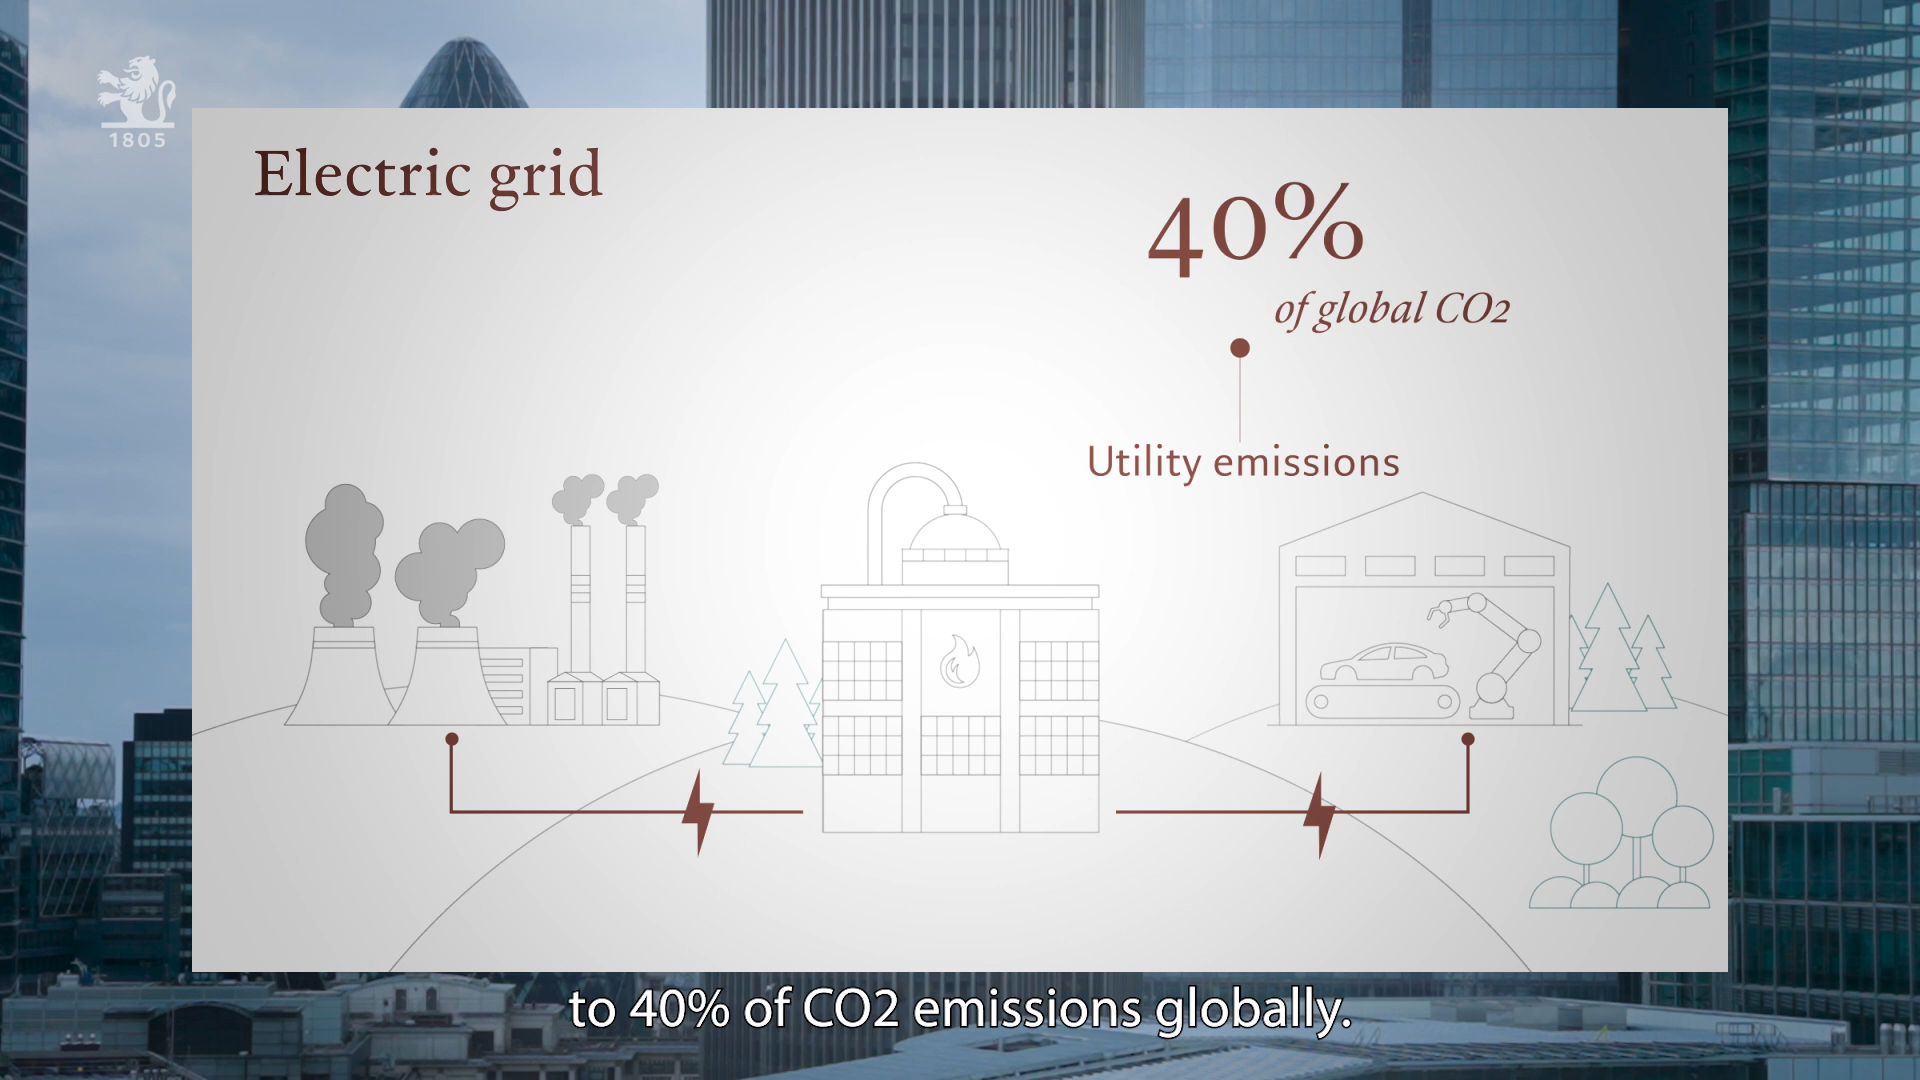 1805
Electric grid
40%
of global CO2
Utility emissions
to 40% of CO2 emissions globally.